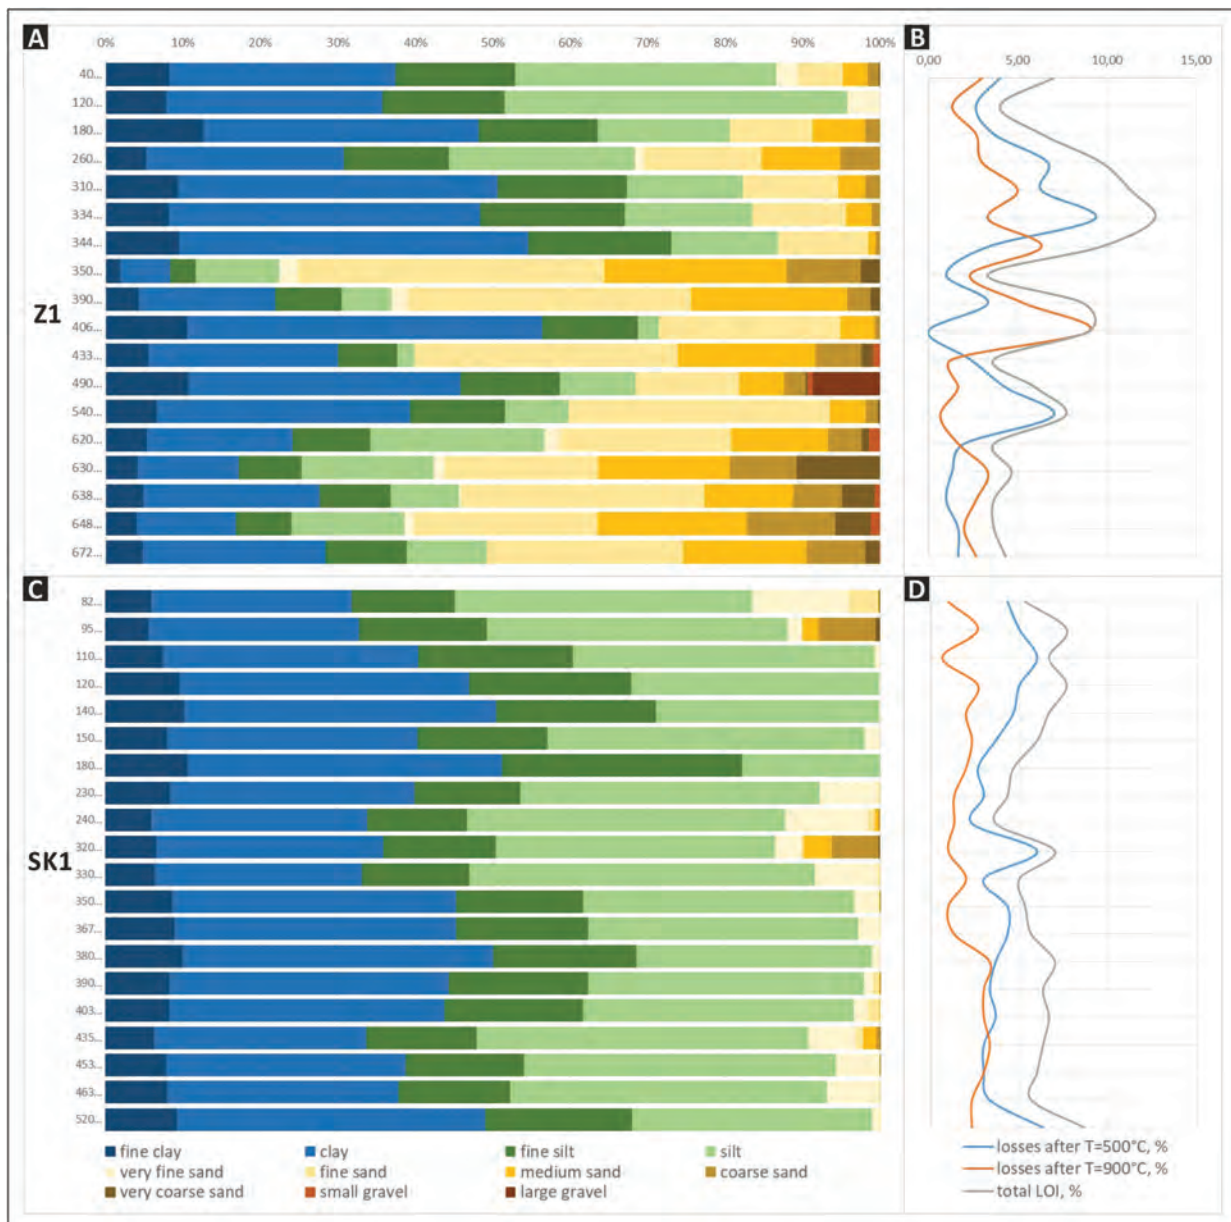 A
B
0% 10% 20% 30% 40% 50% 60% 70% 80% 90% 100%
0,00 5,00 10,00 15,00
40...
120...
180...
260...
310...
334...
344...
350...
390...
Z1
406...
433...
490...
540...
620...
630...
638...
648...
672...
C
D
82...
95...
110...
120...
140...
150...
180...
230...
240...
320...
SK1
330...
350...
367...
380...
390...
403...
435...
453...
463...
520...
fine clay clay fine silt silt
very fine sand fine sand medium sand coarse sand
very coarse sand small gravel large gravel
losses after T=500°C, %
losses after T=900°C, %
total LOI, %